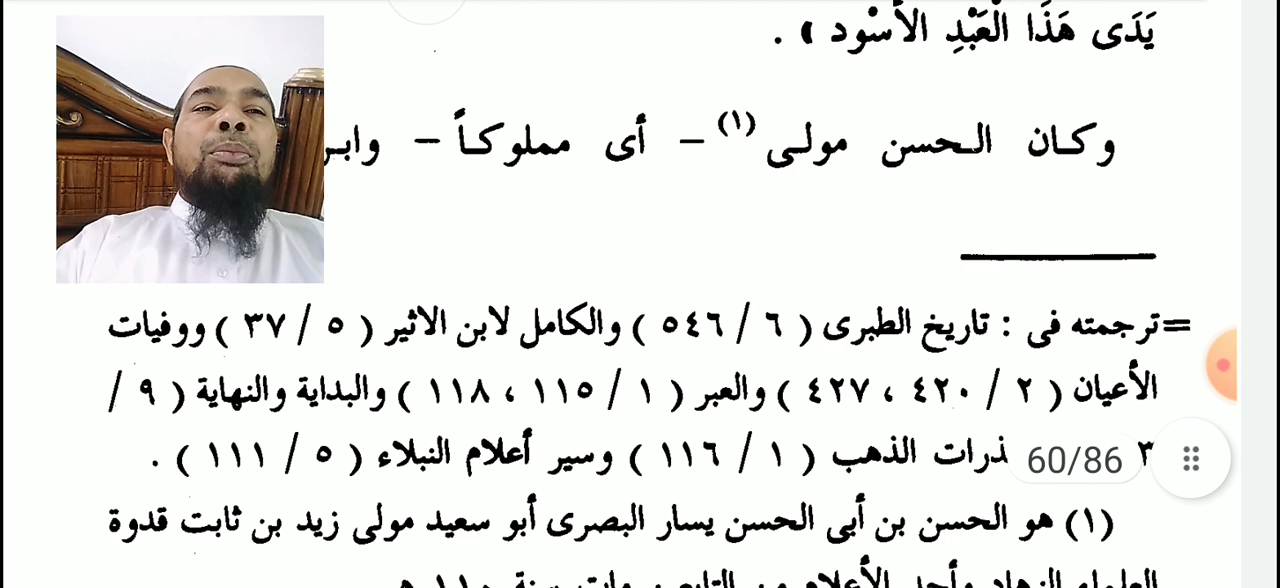 يَدَى هَذَا الْعَبْدِ الأَسْود » .
وكان الحسن مولى (١) – أى مملوكاً –
=ترجمته فى : تاريخ الطبرى ( ٦ / ٥٤٦ ) والكامل لابن الاثير ( ٥ / ٣٧ ) ووفيات
الأعيان ( ٢ / ٤٢٠ ، ٤٢٧ ) والعبر ( ١ / ١١٥ ، ١١٨ ) والبداية والنهاية ( ٩ /
٣ ذرات الذهب ( ١ / ١١٦ ) وسير أعلام النبلاء ( ٥ / ١١١ ) .
60/86
(١) هو الحسن بن أبى الحسن يسار البصرى أبو سعيد مولى زيد بن ثابت قدوة